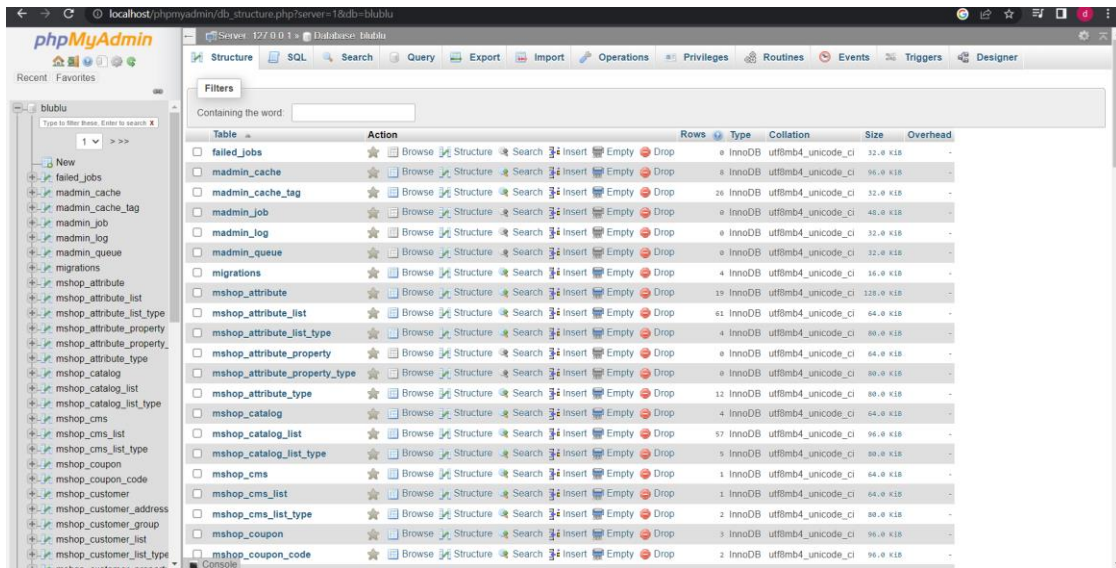 localhost/phpmyadmin/db_structure.php?server=1&db=blublu
d
phpMyAdmin
Recent Favorites
blublu
Type to filter these, Enter to search X
1 > >>
New
failed_jobs
madmin_cache
madmin_cache_tag
madmin_job
madmin_log
madmin_queue
migrations
mshop_attribute
mshop_attribute_list
mshop_attribute_list_type
mshop_attribute_property
mshop_attribute_property_
mshop_attribute_type
mshop_catalog
mshop_catalog_list
mshop_catalog_list_type
mshop_cms
mshop_cms_list
mshop_cms_list_type
mshop_coupon
mshop_coupon_code
mshop_customer
mshop_customer_address
mshop_customer_group
mshop_customer_list
mshop_customer_list_type
Server: 127.0.0.1 » Database: blublu
Structure SQL Search Query Export Import Operations Privileges Routines Events Triggers Designer
Filters
Containing the word:
Table Action Rows Type Collation Size Overhead
failed_jobs Browse Structure Search Insert Empty Drop 0 InnoDB utf8mb4_unicode_ci 32.0 KiB -
madmin_cache Browse Structure Search Insert Empty Drop 8 InnoDB utf8mb4_unicode_ci 96.0 KiB -
madmin_cache_tag Browse Structure Search Insert Empty Drop 26 InnoDB utf8mb4_unicode_ci 32.0 KiB -
madmin_job Browse Structure Search Insert Empty Drop 0 InnoDB utf8mb4_unicode_ci 48.0 KiB -
madmin_log Browse Structure Search Insert Empty Drop 0 InnoDB utf8mb4_unicode_ci 32.0 KiB -
madmin_queue Browse Structure Search Insert Empty Drop 0 InnoDB utf8mb4_unicode_ci 32.0 KiB -
migrations Browse Structure Search Insert Empty Drop 4 InnoDB utf8mb4_unicode_ci 16.0 KiB -
mshop_attribute Browse Structure Search Insert Empty Drop 19 InnoDB utf8mb4_unicode_ci 128.0 KiB -
mshop_attribute_list Browse Structure Search Insert Empty Drop 61 InnoDB utf8mb4_unicode_ci 64.0 KiB -
mshop_attribute_list_type Browse Structure Search Insert Empty Drop 4 InnoDB utf8mb4_unicode_ci 80.0 KiB -
mshop_attribute_property Browse Structure Search Insert Empty Drop 0 InnoDB utf8mb4_unicode_ci 64.0 KiB -
mshop_attribute_property_type Browse Structure Search Insert Empty Drop 0 InnoDB utf8mb4_unicode_ci 80.0 KiB -
mshop_attribute_type Browse Structure Search Insert Empty Drop 12 InnoDB utf8mb4_unicode_ci 80.0 KiB -
mshop_catalog Browse Structure Search Insert Empty Drop 4 InnoDB utf8mb4_unicode_ci 64.0 KiB -
mshop_catalog_list Browse Structure Search Insert Empty Drop 57 InnoDB utf8mb4_unicode_ci 96.0 KiB -
mshop_catalog_list_type Browse Structure Search Insert Empty Drop 5 InnoDB utf8mb4_unicode_ci 80.0 KiB -
mshop_cms Browse Structure Search Insert Empty Drop 1 InnoDB utf8mb4_unicode_ci 64.0 KiB -
mshop_cms_list Browse Structure Search Insert Empty Drop 1 InnoDB utf8mb4_unicode_ci 64.0 KiB -
mshop_cms_list_type Browse Structure Search Insert Empty Drop 2 InnoDB utf8mb4_unicode_ci 80.0 KiB -
mshop_coupon Browse Structure Search Insert Empty Drop 3 InnoDB utf8mb4_unicode_ci 96.0 KiB -
mshop_coupon_code Browse Structure Search Insert Empty Drop 2 InnoDB utf8mb4_unicode_ci 96.0 KiB -
Console